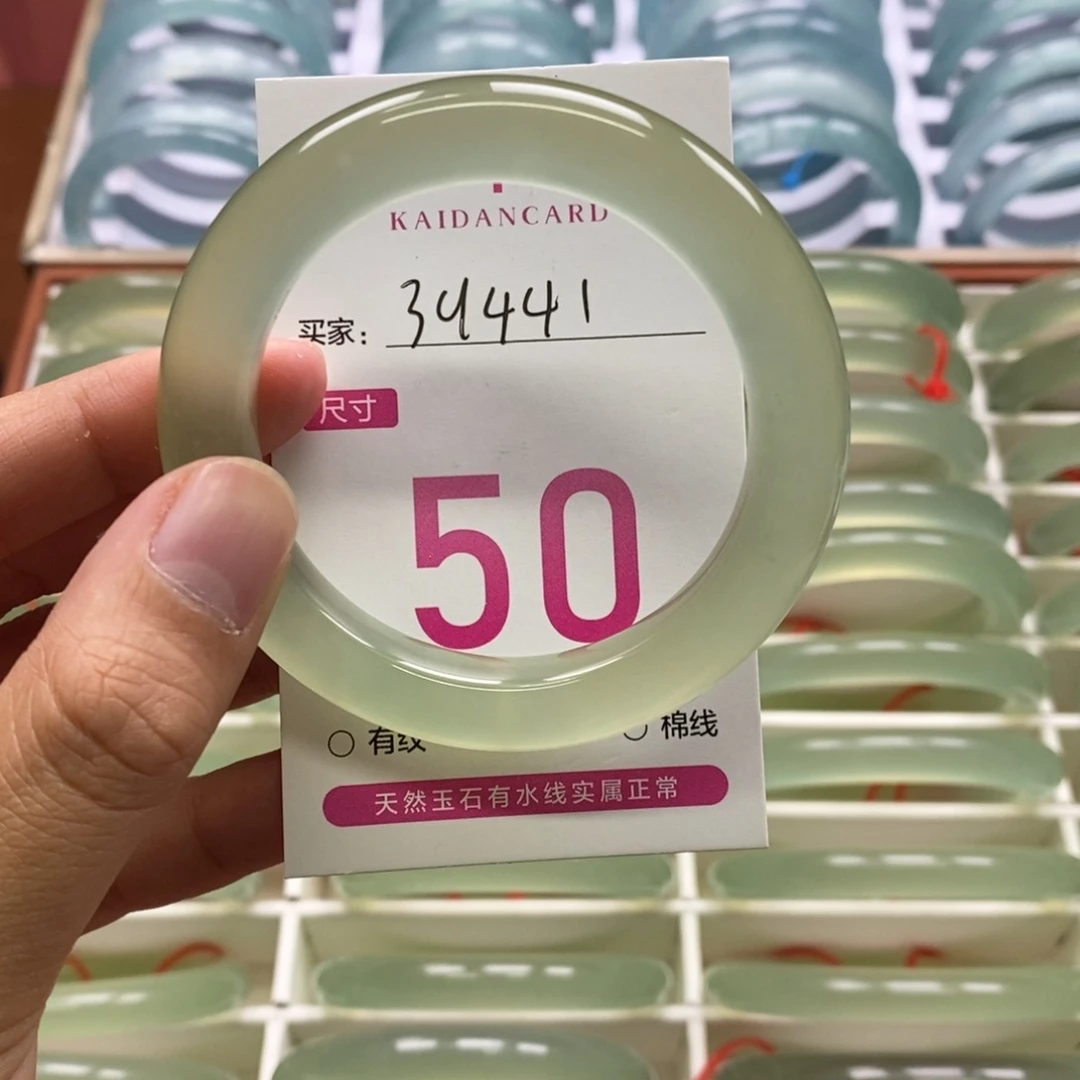 KAIDANCARD
买家: 39441
尺寸
50
○ 有纹 ○ 棉线
天然玉石有水线实属正常